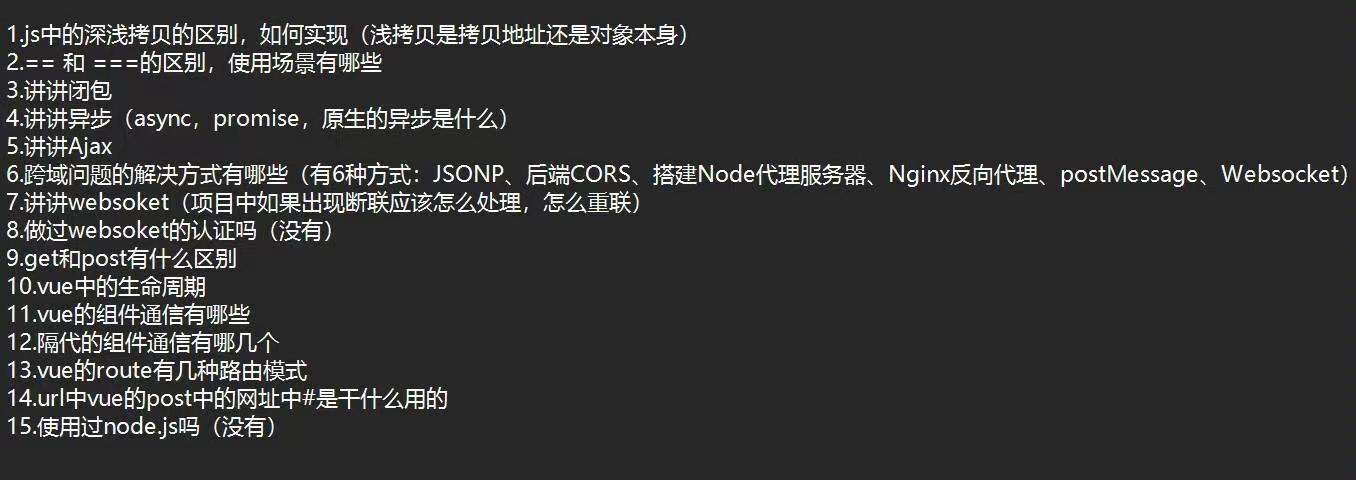 1.js中的深浅拷贝的区别，如何实现（浅拷贝是拷贝地址还是对象本身）
2.== 和 ===的区别，使用场景有哪些
3.讲讲闭包
4.讲讲异步（async，promise，原生的异步是什么）
5.讲讲Ajax
6.跨域问题的解决方式有哪些（有6种方式：JSONP、后端CORS、搭建Node代理服务器、Nginx反向代理、postMessage、Websocket）
7.讲讲websoket（项目中如果出现断联应该怎么处理，怎么重联）
8.做过websoket的认证吗（没有）
9.get和post有什么区别
10.vue中的生命周期
11.vue的组件通信有哪些
12.隔代的组件通信有哪几个
13.vue的route有几种路由模式
14.url中vue的post中的网址中#是干什么用的
15.使用过node.js吗（没有）